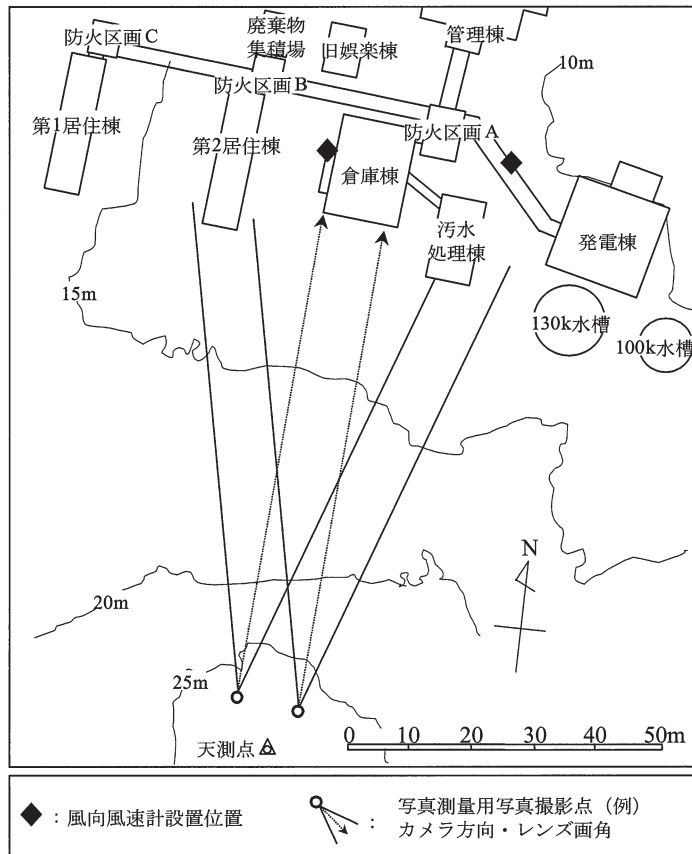 防火区画C
廃棄物
集積場
旧娯楽棟
管理棟
10m
防火区画B
防火区画A
第1居住棟
第2居住棟
倉庫棟
汚水
処理棟
発電棟
15m
130k水槽
100k水槽
N
20m
25m
天測点
0 10 20 30 40 50m
：風向風速計設置位置
： 写真測量用写真撮影点（例）
カメラ方向・レンズ画角